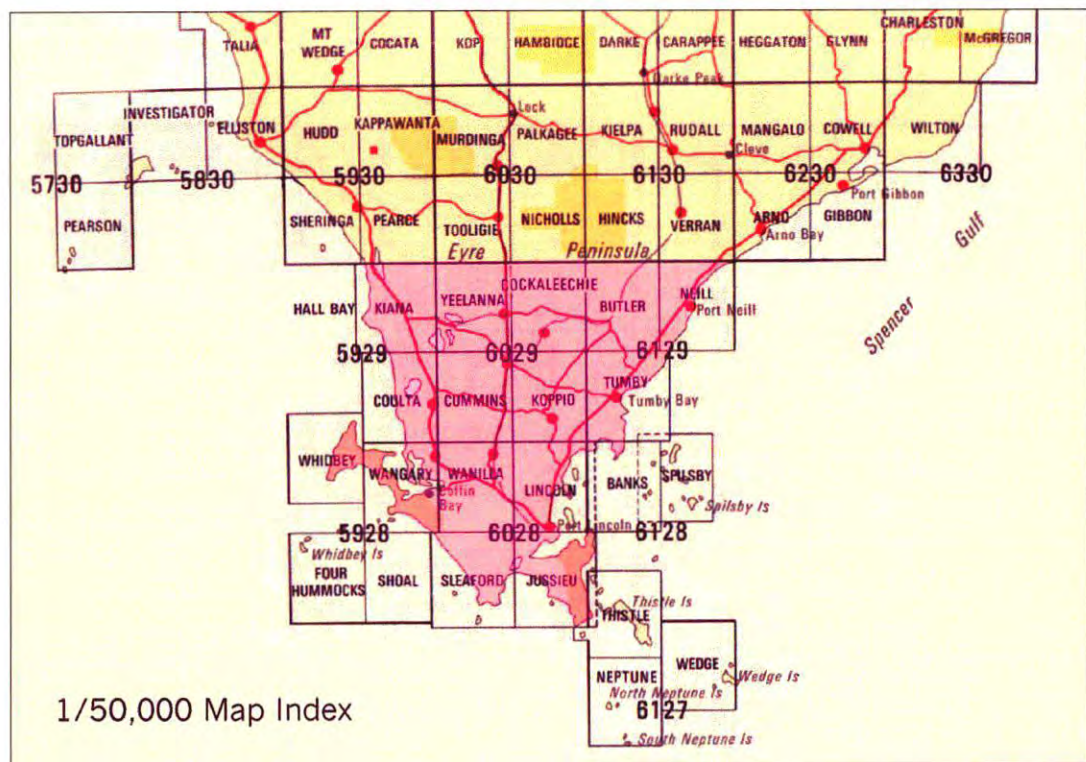 CHARLESTON
MT WEDGE
TALIA
COCATA
KOP
HAMBIDGE
DARKE
CARAPPEE
HEGGATON
GLYNN
McGREGOR
Darke Peak
TOPGALLANT
INVESTIGATOR
ELLISTON
HUDD
KAPPAWANTA
MURDINGA
Lock
PALKAGEE
KIELPA
RUDALL
MANGALO
Cleve
COWELL
WILTON
5730
5830
5930
6030
6130
6230
6330
Port Gibbon
PEARSON
SHERINGA
PEARCE
TOOLIGIE
NICHOLLS
HINCKS
VERRAN
ARNO
Arno Bay
GIBBON
Eyre
Peninsula
Gulf
Spencer
HALL BAY
KIANA
YEELANNA
COCKALEECHIE
BUTLER
NEILL
Port Neill
5929
6029
6129
COULTA
CUMMINS
KOPPIO
TUMBY
Tumby Bay
WHIDBEY
WANGARY
WANILLA
LINCOLN
BANKS
SPILSBY
Coffin Bay
Spilsby Is
5928
6028
Port Lincoln
6128
Whidbey Is
FOUR HUMMOCKS
SHOAL
SLEAFORD
JUSSIEU
Thistle Is
THISTLE
NEPTUNE
WEDGE
Wedge Is
North Neptune Is
6127
South Neptune Is
1/50,000 Map Index